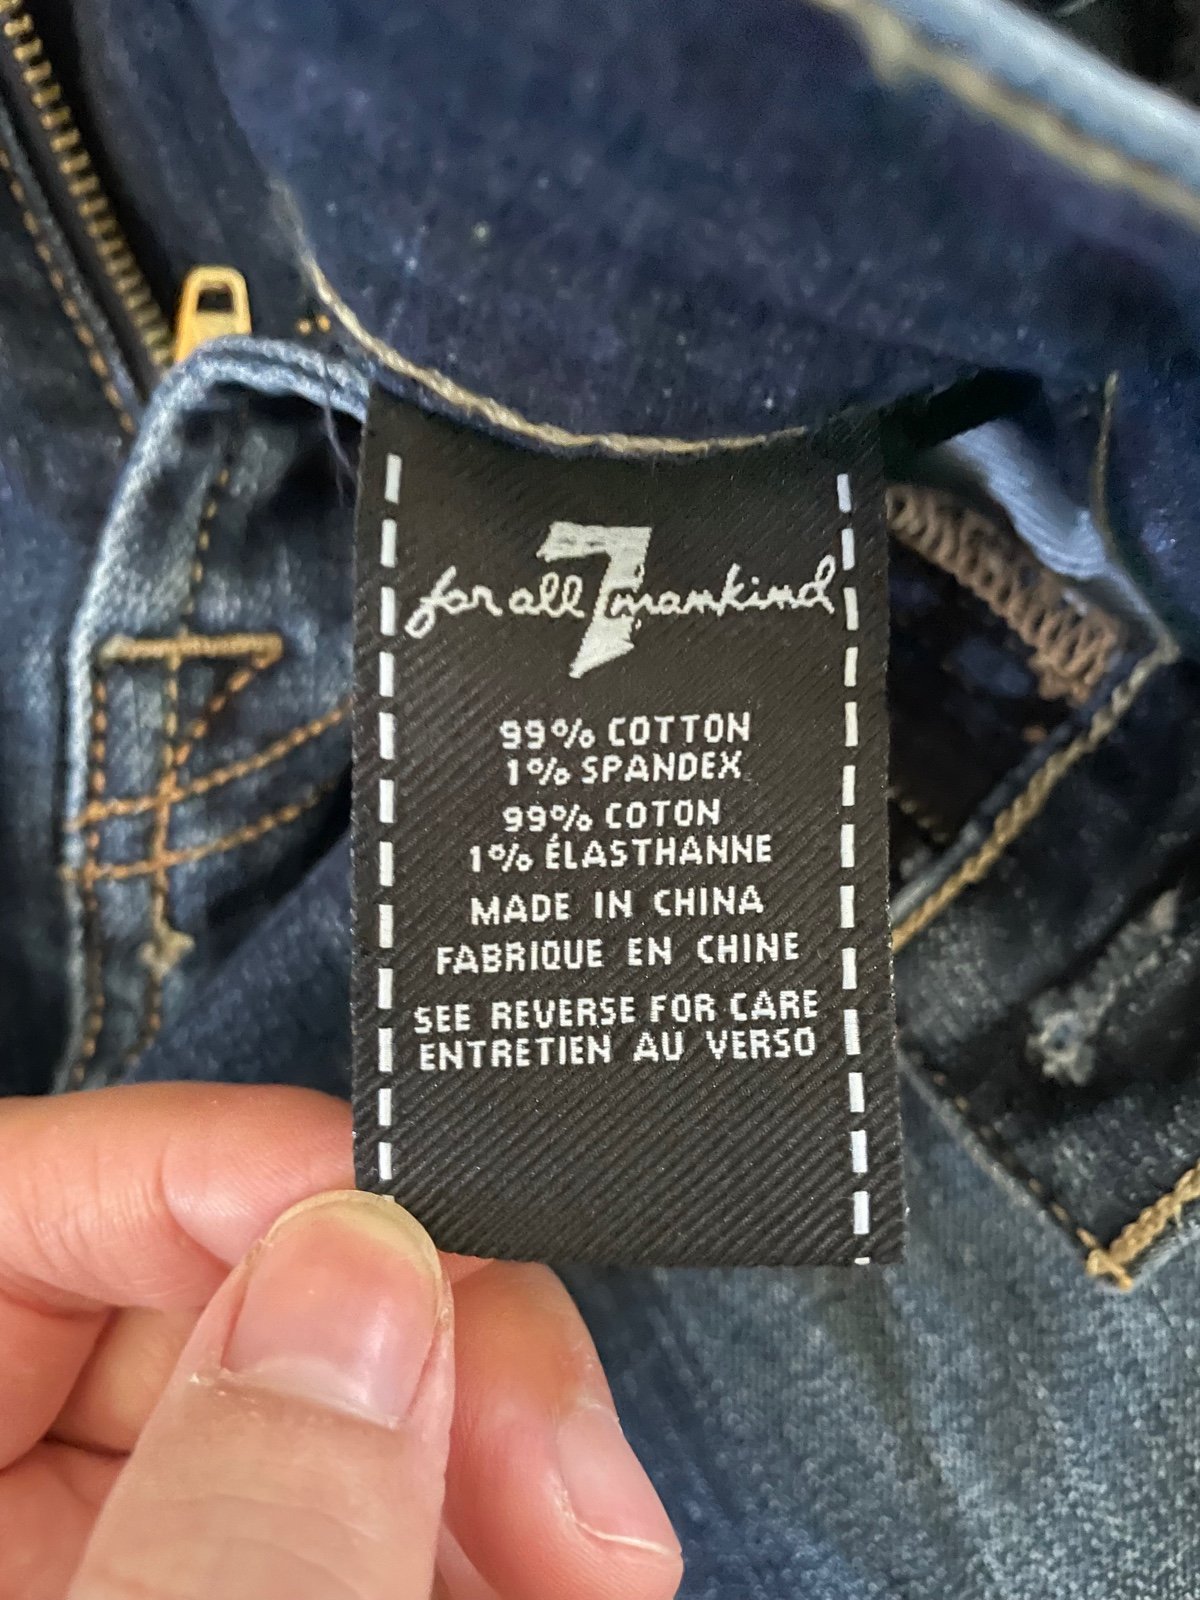 7
for all mankind
99% COTTON
1% SPANDEX
99% COTON
1% ÉLASTHANNE
MADE IN CHINA
FABRIQUE EN CHINE
SEE REVERSE FOR CARE
ENTRETIEN AU VERSO